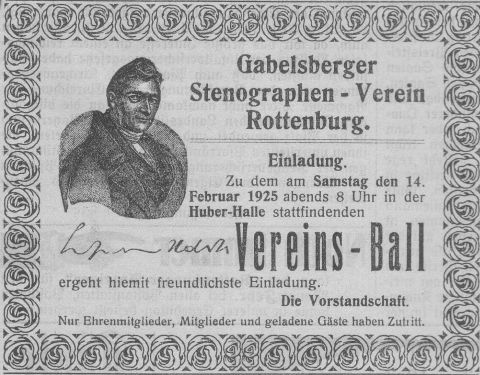 Gabelsberger
Stenographen - Verein
Rottenburg.
Einladung.
Zu dem am Samstag den 14.
Februar 1925 abends 8 Uhr in der
Huber-Halle stattfindenden
Vereins - Ball
ergeht hiemit freundlichste Einladung.
Die Vorstandschaft.
Nur Ehrenmitglieder, Mitglieder und geladene Gäste haben Zutritt.